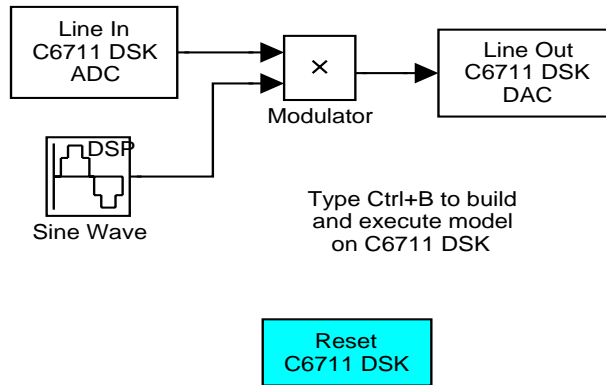 Line In
C6711 DSK
ADC
×
Modulator
Line Out
C6711 DSK
DAC
DSP
Sine Wave
Type Ctrl+B to build
and execute model
on C6711 DSK
Reset
C6711 DSK